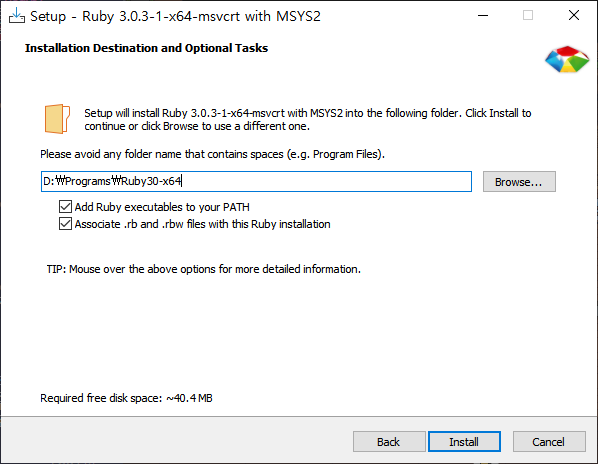 Setup - Ruby 3.0.3-1-x64-msvcrt with MSYS2
Installation Destination and Optional Tasks
Setup will install Ruby 3.0.3-1-x64-msvcrt with MSYS2 into the following folder. Click Install to
continue or click Browse to use a different one.
Please avoid any folder name that contains spaces (e.g. Program Files).
D:₩Programs₩Ruby30-x64
Browse...
Add Ruby executables to your PATH
Associate .rb and .rbw files with this Ruby installation
TIP: Mouse over the above options for more detailed information.
Required free disk space: ~40.4 MB
Back Install Cancel